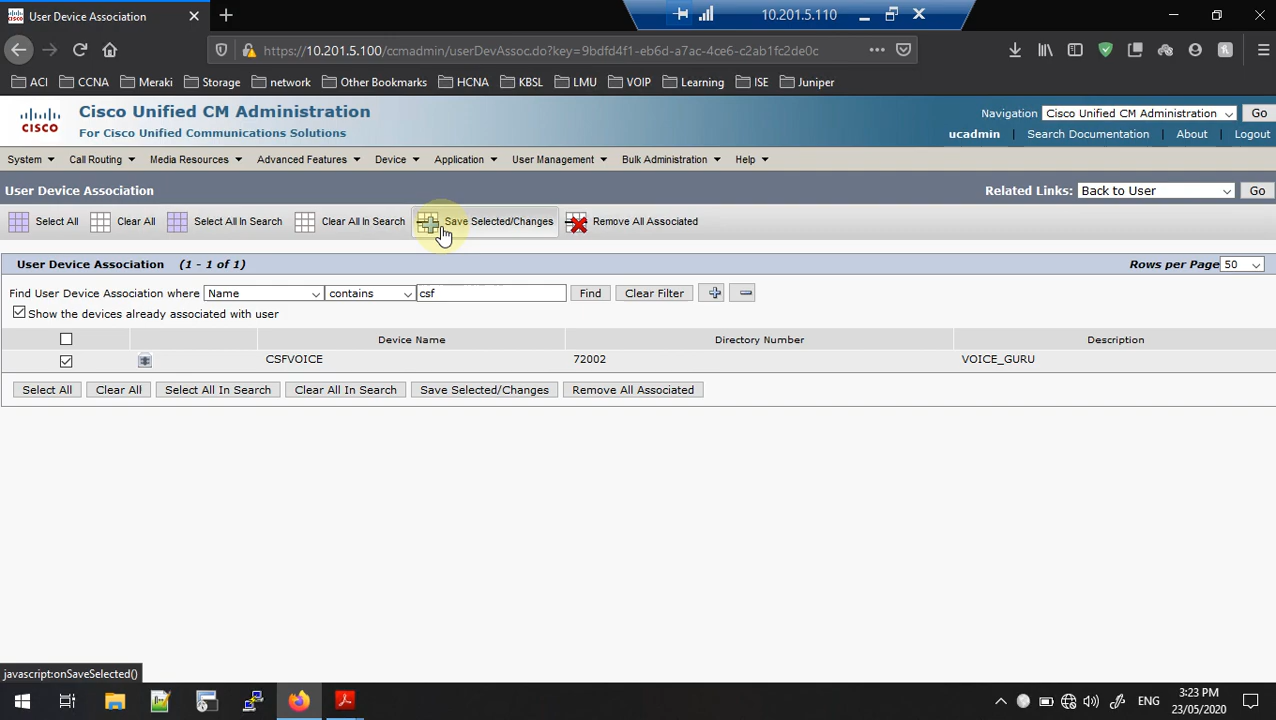 User Device Association
10.201.5.110
https://10.201.5.100/ccmadmin/userDevAssoc.do?key=9bdfd4f1-eb6d-a7ac-4ce6-c2ab1fc2de0c
ACI CCNA Meraki Storage network Other Bookmarks HCNA KBSL LMU VOIP Learning ISE Juniper
Cisco Unified CM Administration
For Cisco Unified Communications Solutions
CISCO
Navigation Cisco Unified CM Administration Go
ucadmin Search Documentation About Logout
System Call Routing Media Resources Advanced Features Device Application User Management Bulk Administration Help
User Device Association
Related Links: Back to User Go
Select All Clear All Select All In Search Clear All In Search Save Selected/Changes Remove All Associated
User Device Association (1 - 1 of 1)
Rows per Page 50
Find User Device Association where Name contains csf Find Clear Filter
Show the devices already associated with user
Device Name Directory Number Description
CSFVOICE 72002 VOICE_GURU
Select All Clear All Select All In Search Clear All In Search Save Selected/Changes Remove All Associated
javascript:onSaveSelected()
ENG
3:23 PM
23/05/2020